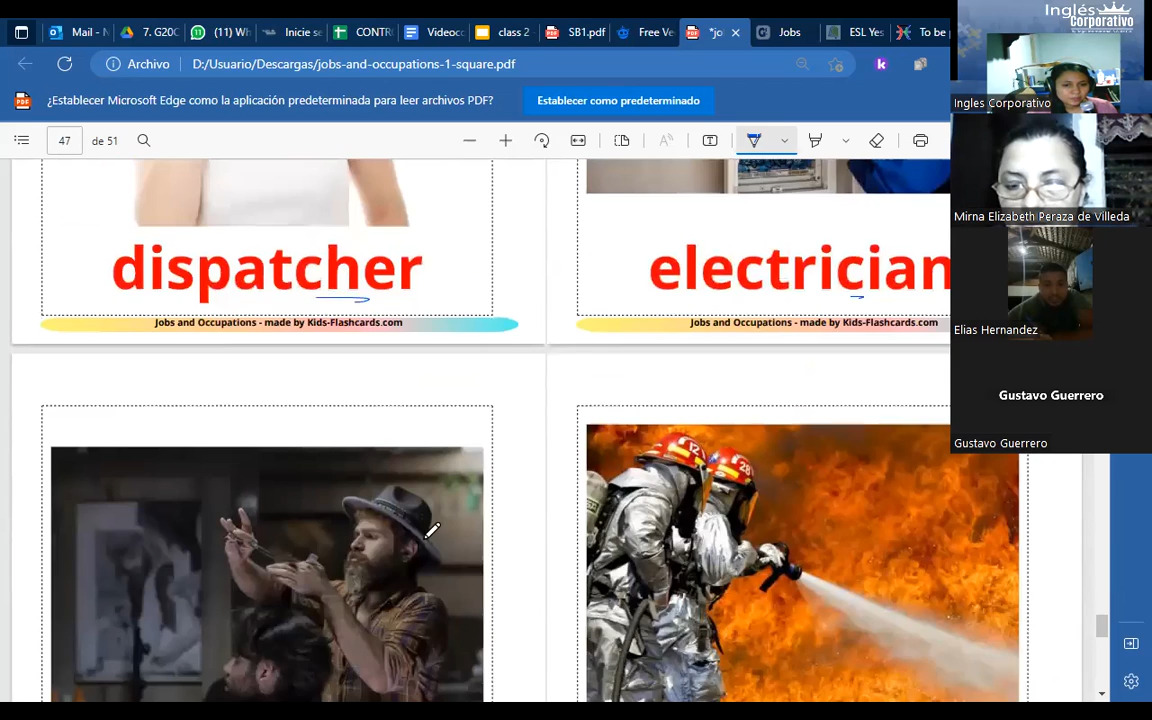 Mail -
7. G20C
(11) Wh
Inicie se
CONTR
Videoco
class 2
SB1.pdf
Free Ve
*jo
Jobs
ESL Yes
To be
Archivo
D:/Usuario/Descargas/jobs-and-occupations-1-square.pdf
¿Establecer Microsoft Edge como la aplicación predeterminada para leer archivos PDF?
Establecer como predeterminado
47 de 51
dispatcher
electrician
Jobs and Occupations - made by Kids-Flashcards.com
Jobs and Occupations - made by Kids-Flashcards.com
12
28
Inglés
Corporativo
Ingles Corporativo
Mirna Elizabeth Peraza de Villeda
Elias Hernandez
Gustavo Guerrero
Gustavo Guerrero